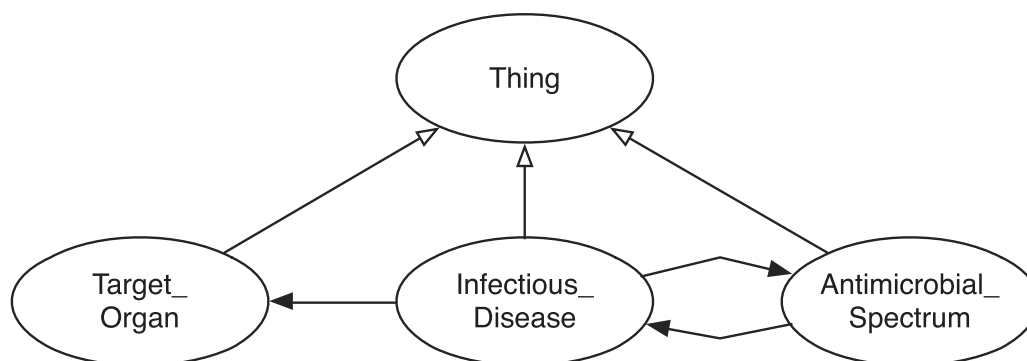 Thing
Target_
Organ
Infectious_
Disease
Antimicrobial_
Spectrum